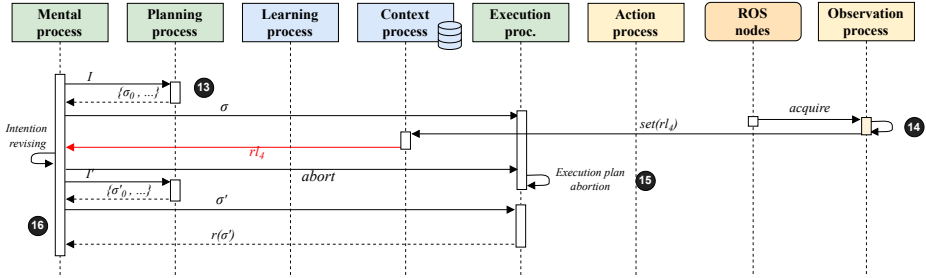 Mental
process
Planning
process
Learning
process
Context
process
Execution
proc.
Action
process
ROS
nodes
Observation
process
I
13
{σ0 , ...}
σ
acquire
set(rl4)
14
Intention
revising
rl4
abort
Execution plan
abortion
15
I'
{σ'0 , ...}
σ'
16
r(σ')